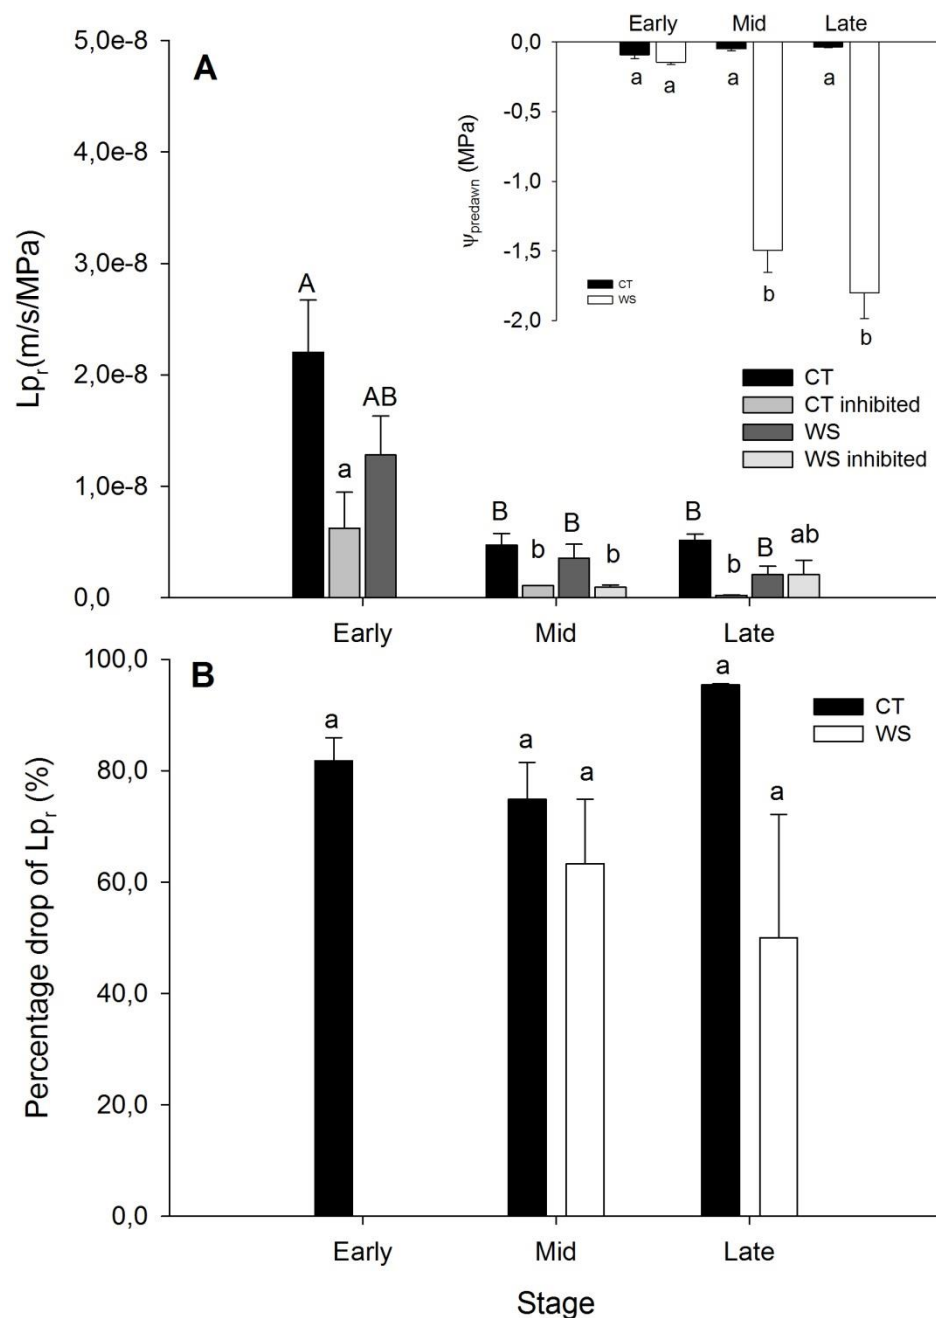 A
5,0e-8
4,0e-8
3,0e-8
2,0e-8
1,0e-8
0,0
Lpr(m/s/MPa)
Early Mid Late
0,0
-0,5
-1,0
-1,5
-2,0
Ψpredawn (MPa)
a a a a
b
b
CT
WS
CT
CT inhibited
WS
WS inhibited
A
a
AB
B b B b
B b B ab
Early Mid Late
B
100,0
80,0
60,0
40,0
20,0
0,0
Percentage drop of Lpr (%)
CT
WS
a a a a a
Early Mid Late
Stage